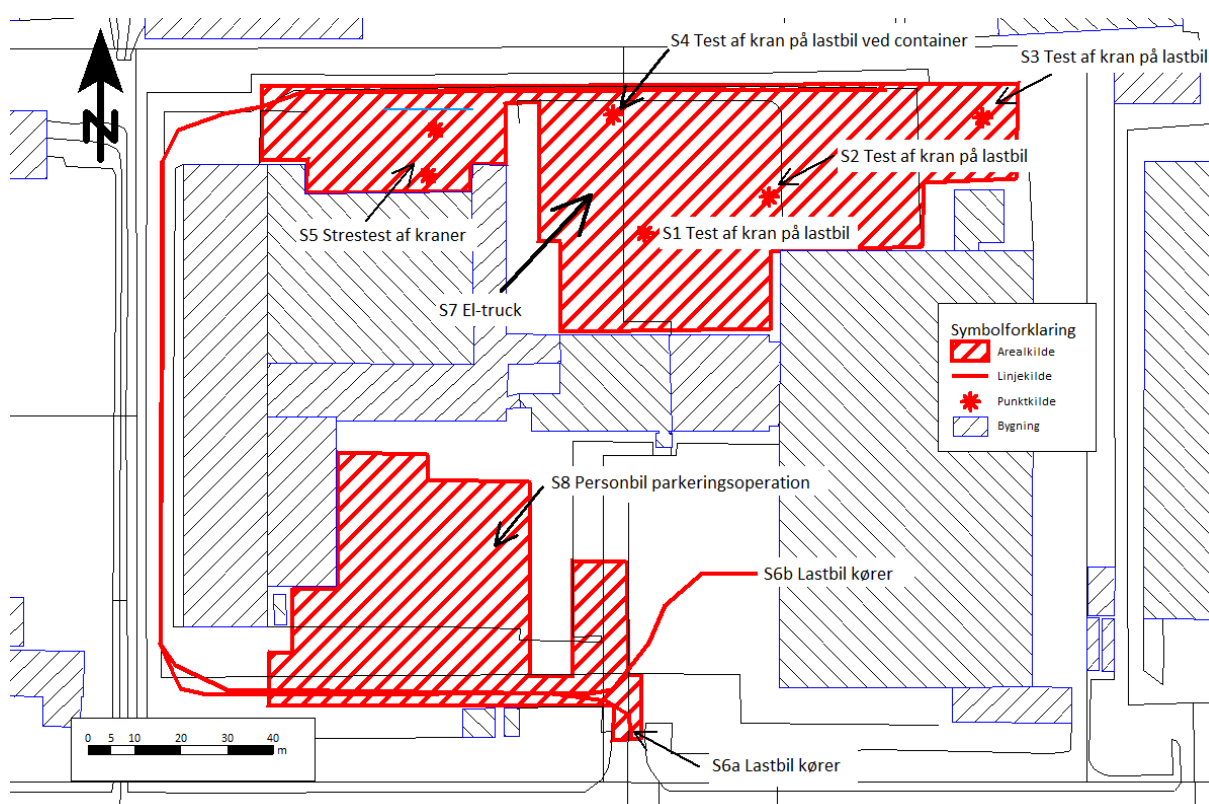 S4 Test af kran på lastbil ved container
S3 Test af kran på lastbil
N
S2 Test af kran på lastbil
S5 Strestest af kraner
S1 Test af kran på lastbil
S7 El-truck
Symbolforklaring
Arealkilde
Linjekilde
Punktkilde
Bygning
S8 Personbil parkeringsoperation
S6b Lastbil kører
0 5 10 20 30 40
m
S6a Lastbil kører